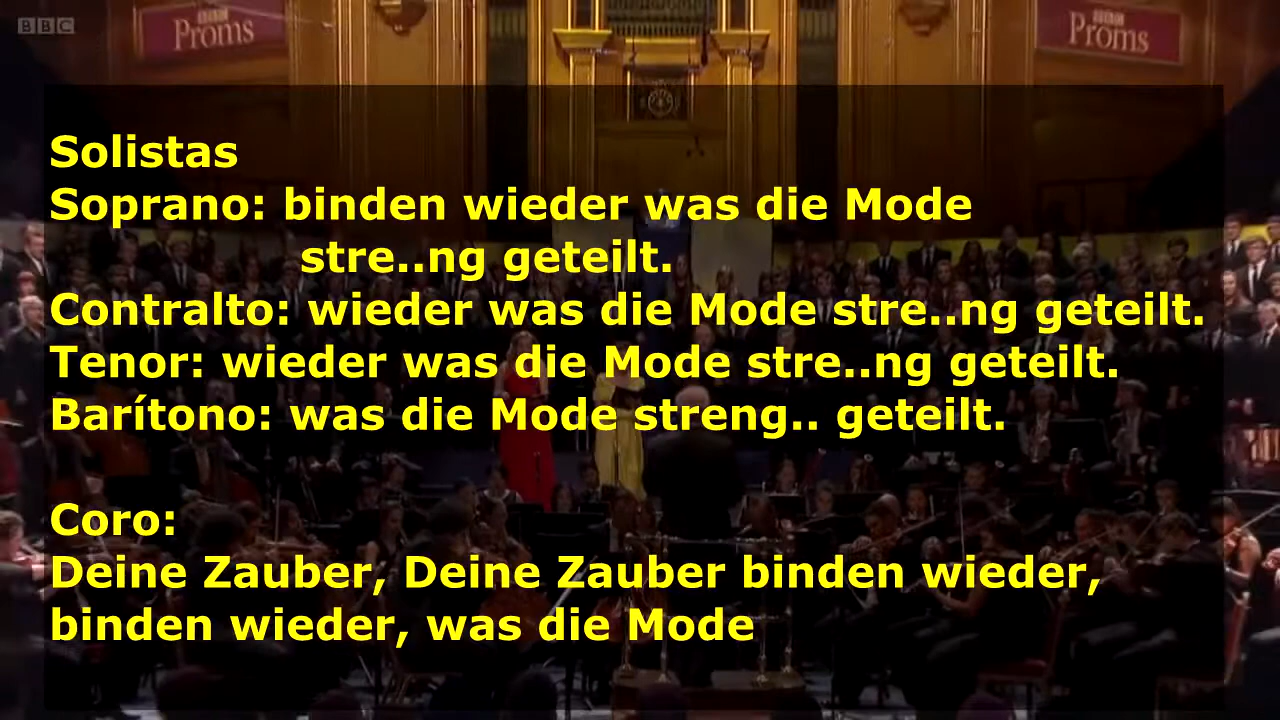 BBC
BBC
Proms
BBC
Proms
Solistas
Soprano: binden wieder was die Mode
stre..ng geteilt.
Contralto: wieder was die Mode stre..ng geteilt.
Tenor: wieder was die Mode stre..ng geteilt.
Barítono: was die Mode streng.. geteilt.
Coro:
Deine Zauber, Deine Zauber binden wieder,
binden wieder, was die Mode